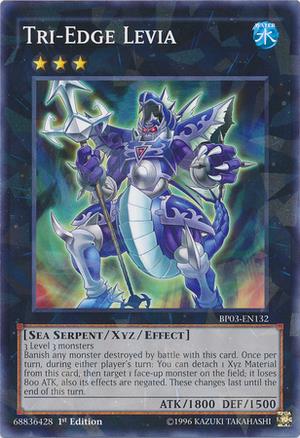 TRI-EDGE LEVIA
WATER
水
BP03-EN132
[SEA SERPENT/XYZ/EFFECT]
3 Level 3 monsters
Banish any monster destroyed by battle with this card. Once per
turn, during either player's turn: You can detach 1 Xyz Material
from this card, then target 1 face-up monster on the field; it loses
800 ATK, also its effects are negated. These changes last until the
end of this turn.
ATK/1800 DEF/1500
68836428 1st Edition ©1996 KAZUKI TAKAHASHI